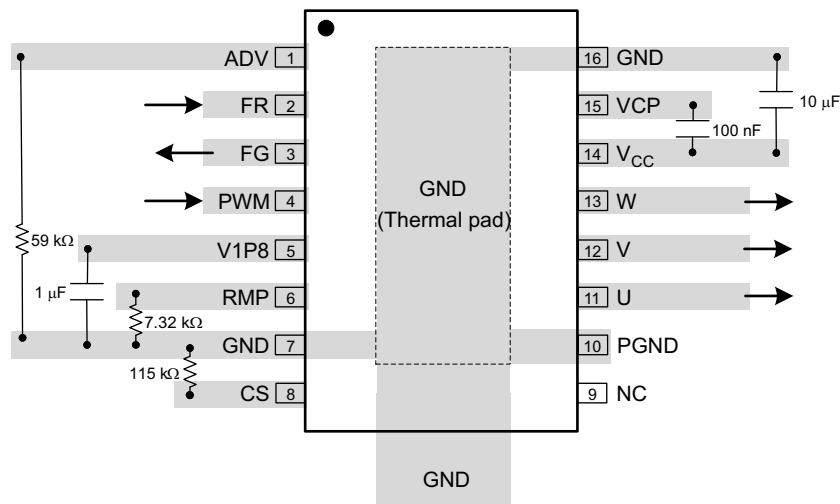 ADV 1
FR 2
FG 3
PWM 4
V1P8 5
RMP 6
GND 7
CS 8
59 kΩ
1 μF
7.32 kΩ
115 kΩ
GND
(Thermal pad)
GND
16 GND
15 VCP
14 VCC
13 W
12 V
11 U
10 PGND
9 NC
10 μF
100 nF